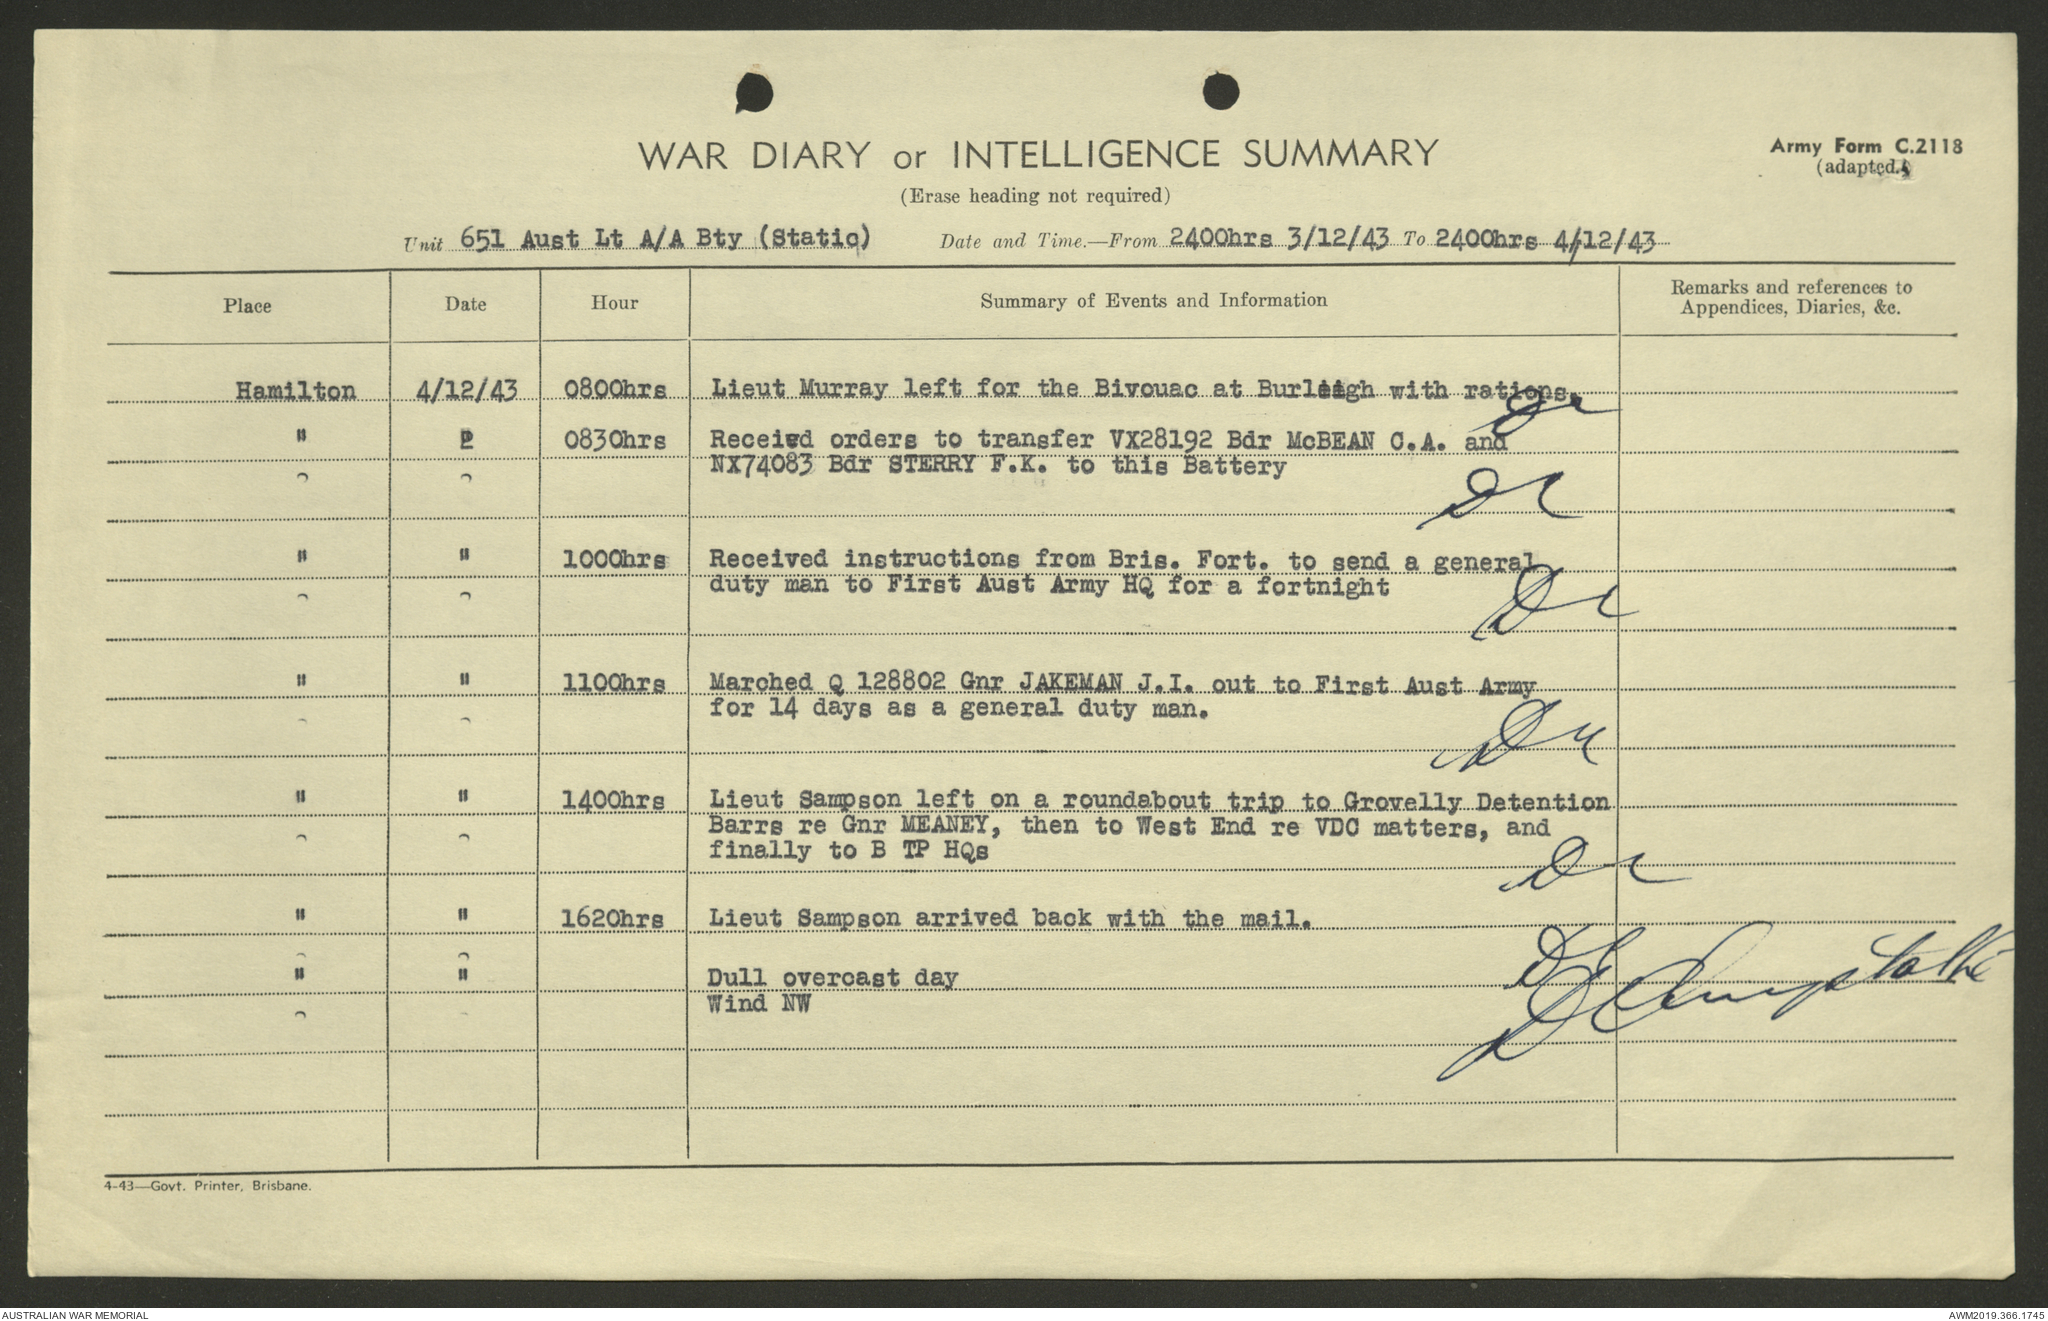 WAR DIARY or INTELLIGENCE SUMMARY
Army Form C.2118
(adapted.)
(Erase heading not required)
Unit 651 Aust Lt A/A Bty (Static) Date and Time.—From 2400hrs 3/12/43 To 2400hrs 4/12/43
Place Date Hour Summary of Events and Information Remarks and references to
Appendices, Diaries, &c.
Hamilton 4/12/43 0800hrs Lieut Murray left for the Bivouac at Burleigh with rations.
" " 0830hrs Receivd orders to transfer VX28192 Bdr McBEAN C.A. and
NX74083 Bdr STERRY F.K. to this Battery
" " 1000hrs Received instructions from Bris. Fort. to send a general
duty man to First Aust Army HQ for a fortnight
" " 1100hrs Marched Q 128802 Gnr JAKEMAN J.I. out to First Aust Army
for 14 days as a general duty man.
" " 1400hrs Lieut Sampson left on a roundabout trip to Grovelly Detention
Barrs re Gnr MEANEY, then to West End re VDC matters, and
finally to B TP HQs
" " 1620hrs Lieut Sampson arrived back with the mail.
" " Dull overcast day
Wind NW
4-43—Govt. Printer, Brisbane.
AUSTRALIAN WAR MEMORIAL
AWM2019.366.1745